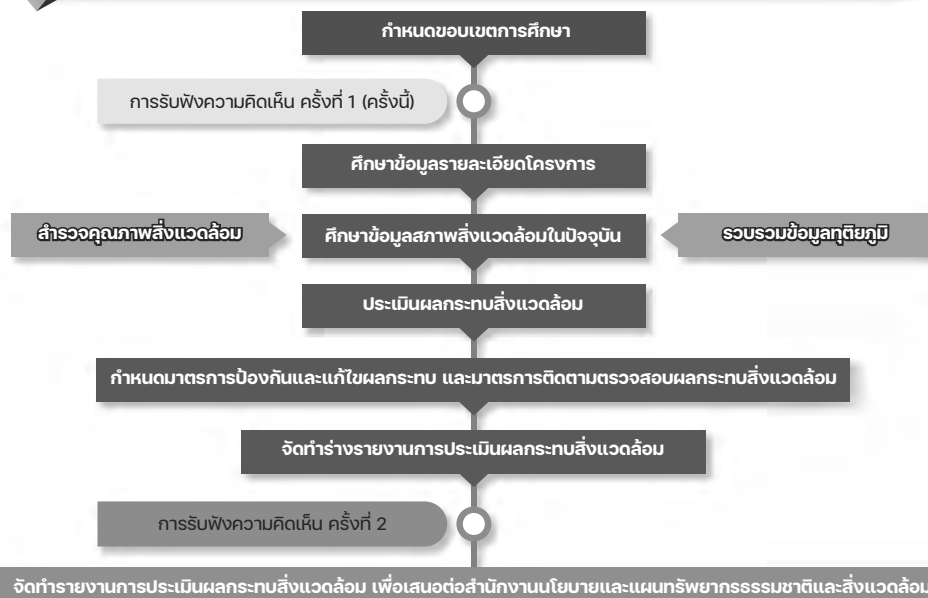 กำหนดขอบเขตการศึกษา
การรับฟังความคิดเห็น ครั้งที่ 1 (ครั้งนี้)
ศึกษาข้อมูลรายละเอียดโครงการ
สำรวจคุณภาพสิ่งแวดล้อม
ศึกษาข้อมูลสภาพสิ่งแวดล้อมในปัจจุบัน
รวบรวมข้อมูลทุติยภูมิ
ประเมินผลกระทบสิ่งแวดล้อม
กำหนดมาตรการป้องกันและแก้ไขผลกระทบ และมาตรการติดตามตรวจสอบผลกระทบสิ่งแวดล้อม
จัดทำร่างรายงานการประเมินผลกระทบสิ่งแวดล้อม
การรับฟังความคิดเห็น ครั้งที่ 2
จัดทำรายงานการประเมินผลกระทบสิ่งแวดล้อม เพื่อเสนอต่อสำนักงานนโยบายและแผนทรัพยากรธรรมชาติและสิ่งแวดล้อม